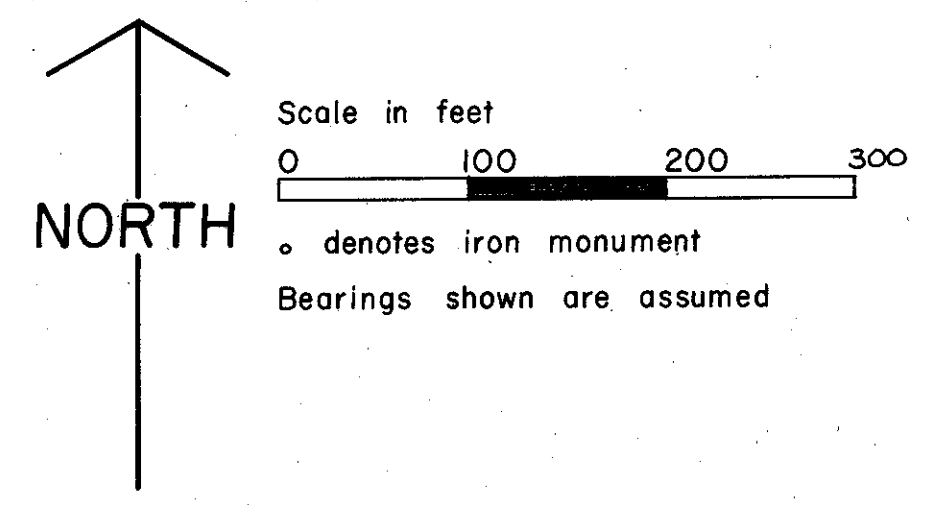 Scale in feet
0 100 200 300
NORTH
o denotes iron monument
Bearings shown are assumed